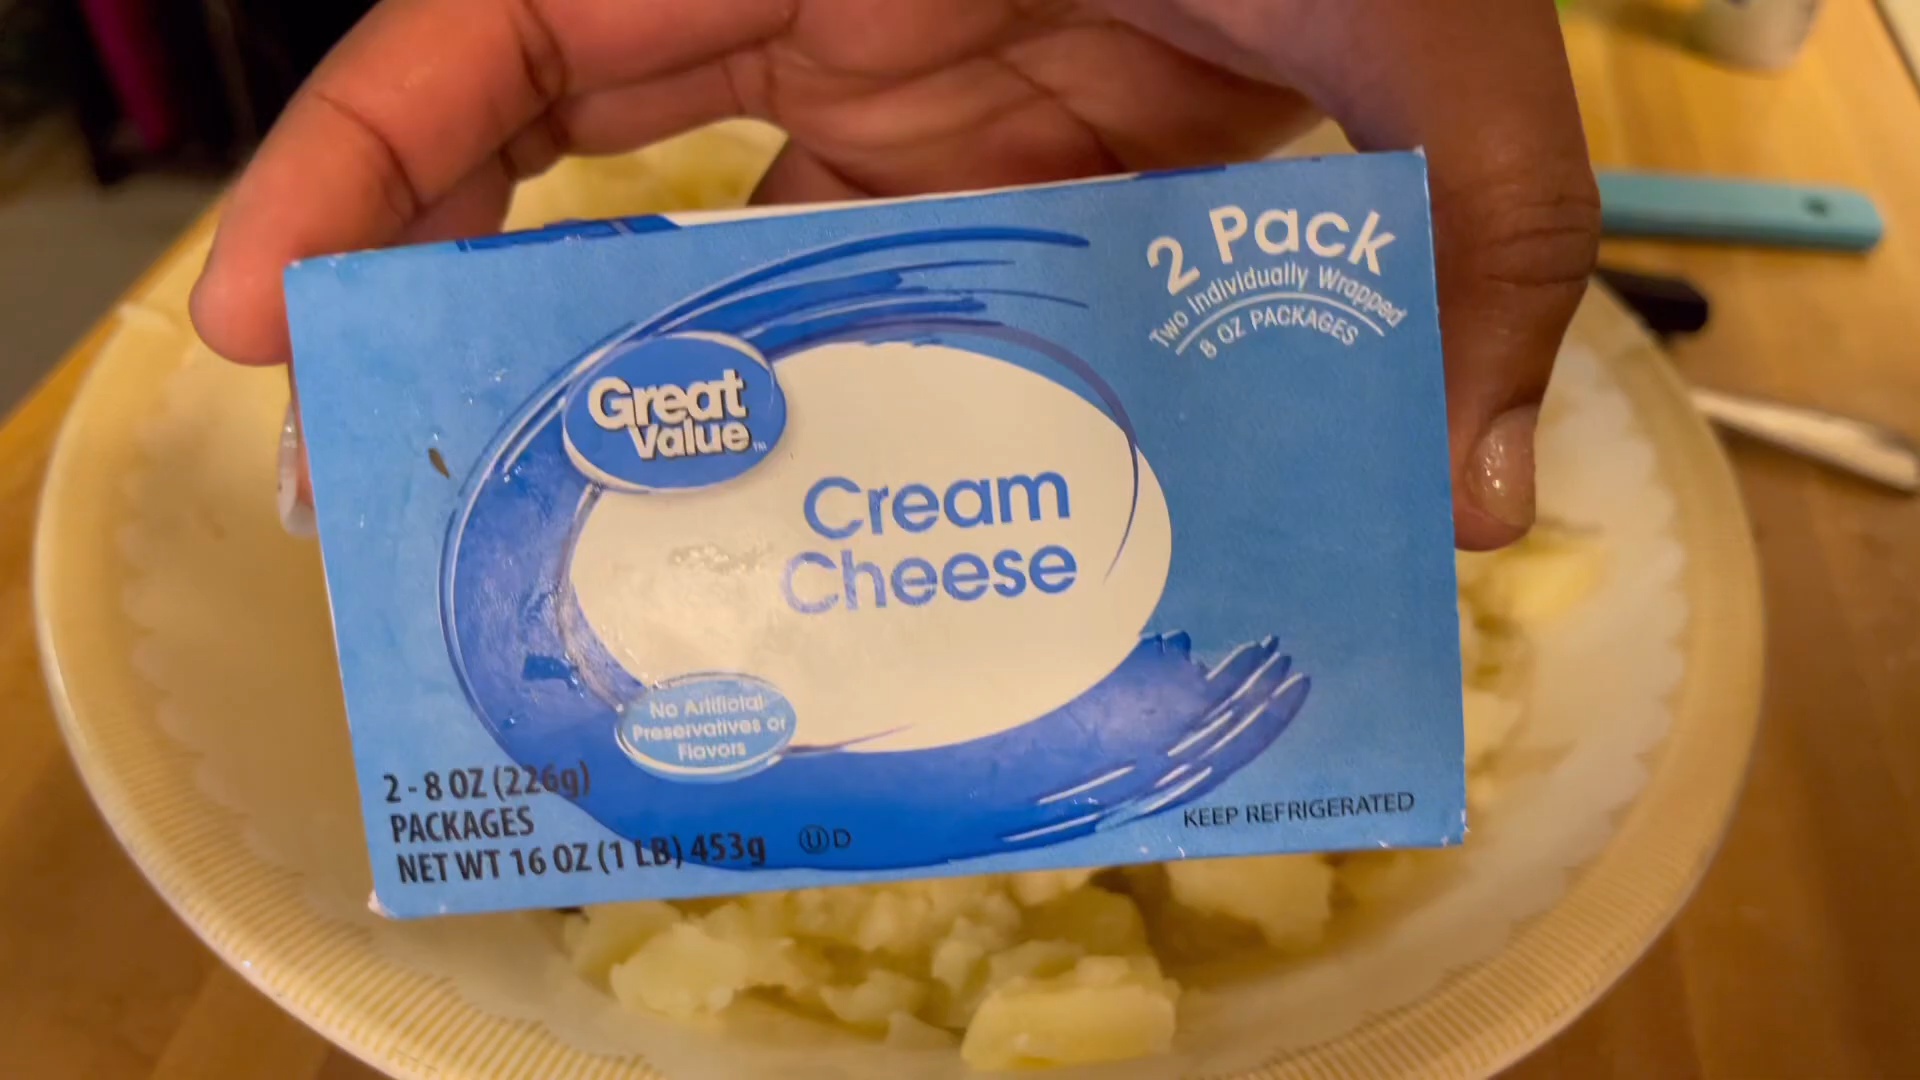 2 Pack
Two Individually Wrapped
8 OZ PACKAGES
Great
Value™
Cream
Cheese
No Artificial
Preservatives or
Flavors
2 - 8 OZ (226g)
PACKAGES
NET WT 16 OZ (1 LB) 453g
U D
KEEP REFRIGERATED